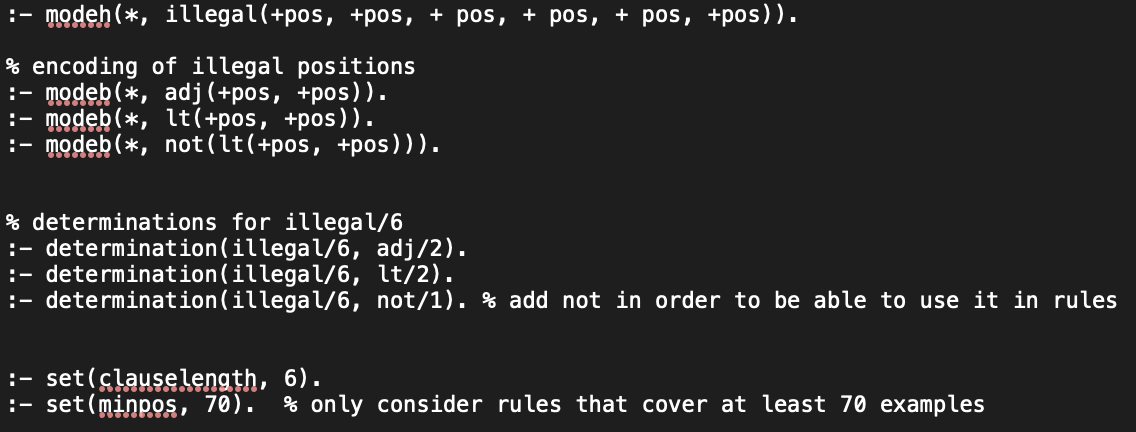 :- modeh(*, illegal(+pos, +pos, + pos, + pos, + pos, +pos)).
% encoding of illegal positions
:- modeb(*, adj(+pos, +pos)).
:- modeb(*, lt(+pos, +pos)).
:- modeb(*, not(lt(+pos, +pos))).
% determinations for illegal/6
:- determination(illegal/6, adj/2).
:- determination(illegal/6, lt/2).
:- determination(illegal/6, not/1). % add not in order to be able to use it in rules
:- set(clauselength, 6).
:- set(minpos, 70).  % only consider rules that cover at least 70 examples